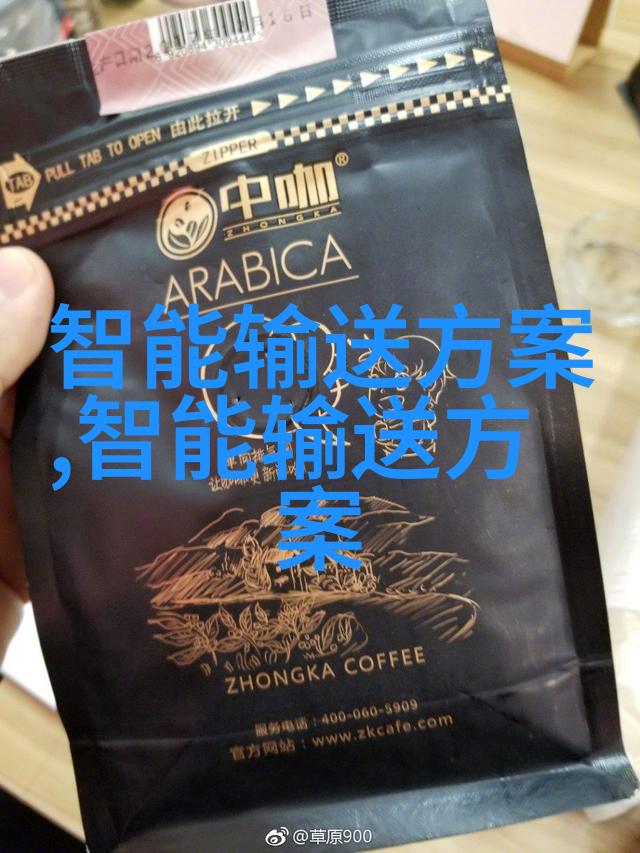 PULL TAB TO OPEN 由此拉开
TAB
ZIPPER
中咖®
ZHONGKA
ARABICA
智能输送方案
,智能输送方
案
ZHONGKA COFFEE
服务电话:400-060-5909
官方网站:www.zkcafe.com
@草原900